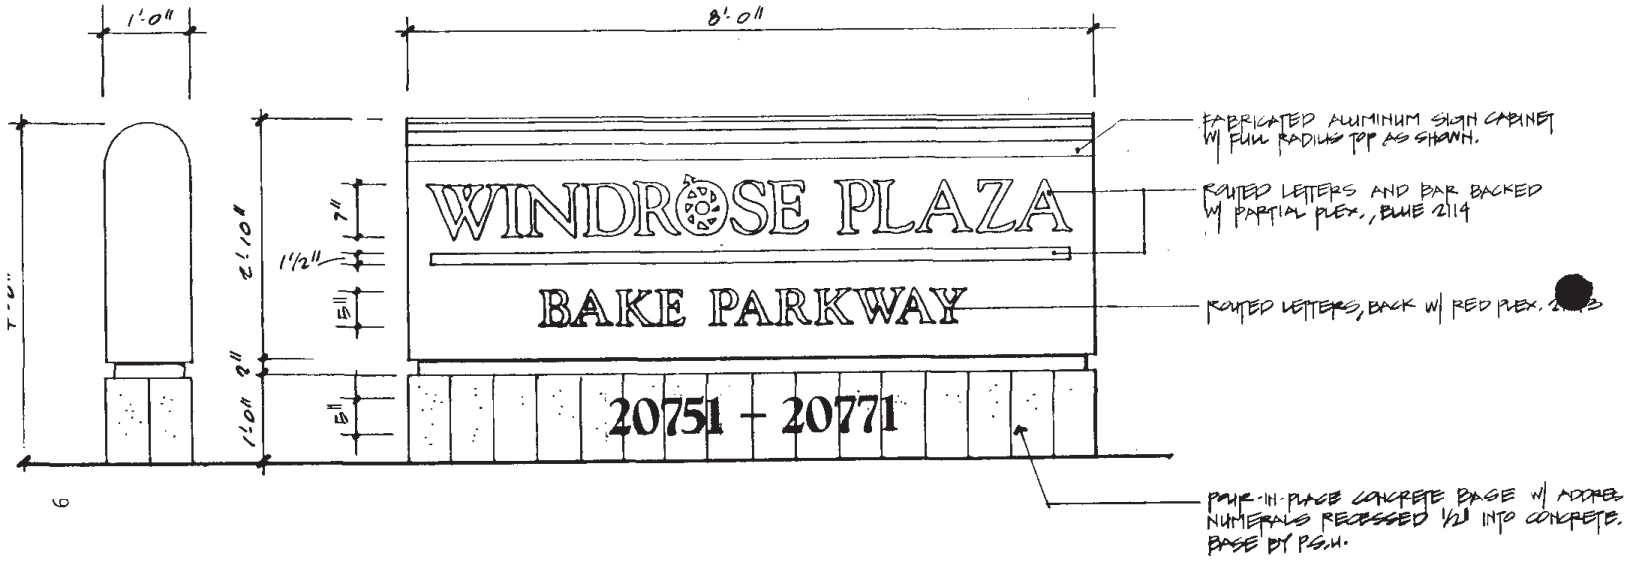 1'-0"
8'-0"
FABRICATED ALUMINUM SIGN CABINET
W/ FULL RADIUS TOP AS SHOWN.
WINDROSE PLAZA
7"
ROUTED LETTERS AND BAR BACKED
W/ PARTIAL PLEX., BLUE 2114
2'-10"
1 1/2"
BAKE PARKWAY
5"
ROUTED LETTERS, BACK W/ RED PLEX.
2"
20751 - 20771
5"
1'-0"
POUR-IN-PLACE CONCRETE BASE W/ ADDRES
NUMERALS RECESSED 1/2" INTO CONCRETE.
BASE BY P.S.H.
6